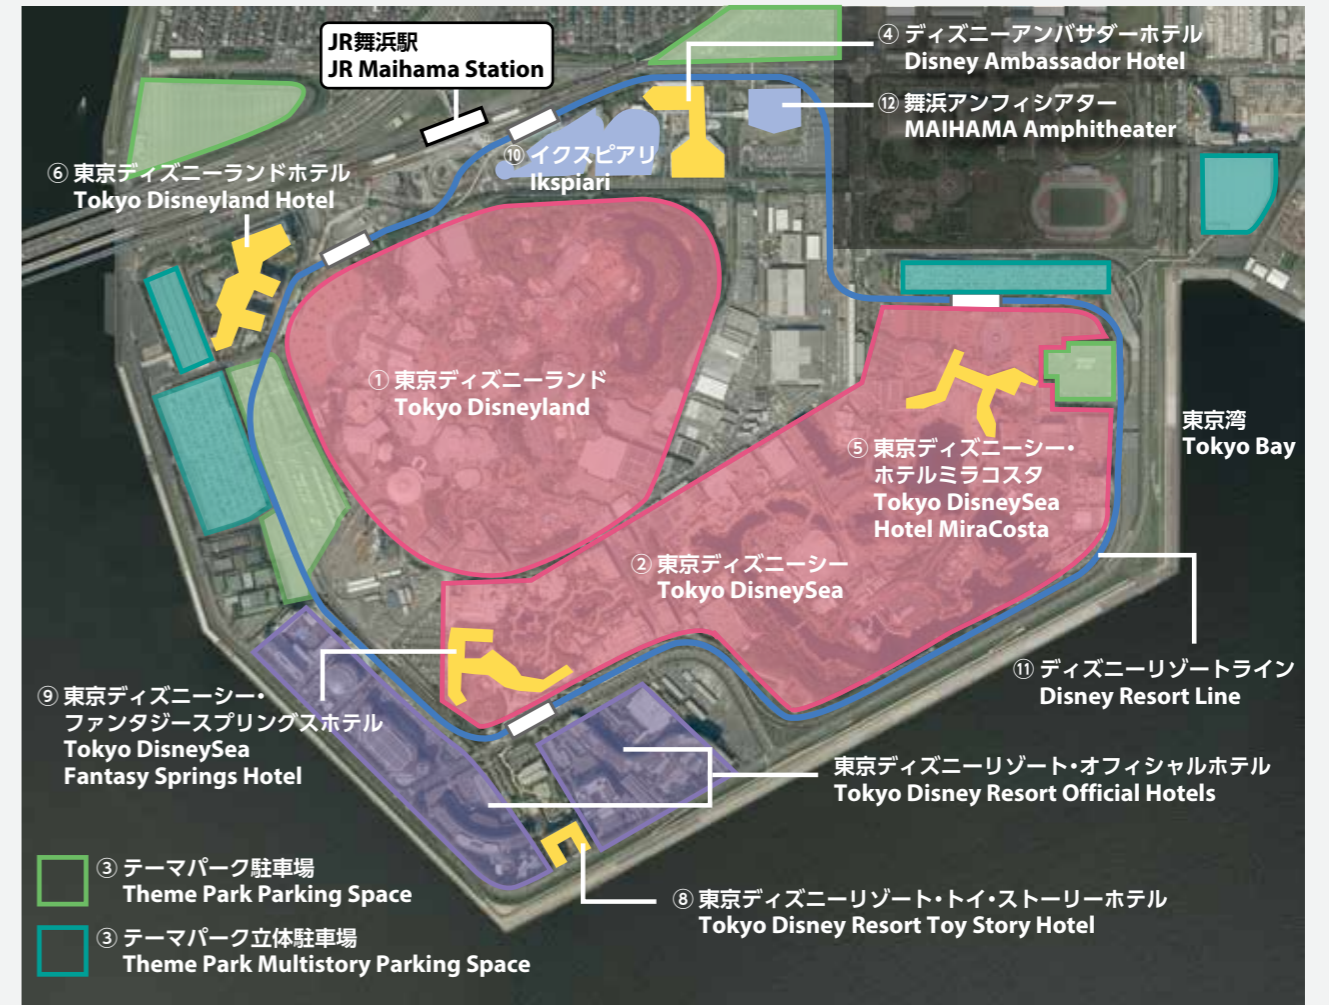 JR舞浜駅
JR Maihama Station
④ ディズニーアンバサダーホテル
Disney Ambassador Hotel
⑫ 舞浜アンフィシアター
MAIHAMA Amphitheater
⑩ イクスピアリ
Ikspiari
⑥ 東京ディズニーランドホテル
Tokyo Disneyland Hotel
① 東京ディズニーランド
Tokyo Disneyland
東京湾
Tokyo Bay
⑤ 東京ディズニーシー・
ホテルミラコスタ
Tokyo DisneySea
Hotel MiraCosta
② 東京ディズニーシー
Tokyo DisneySea
⑪ ディズニーリゾートライン
Disney Resort Line
⑨ 東京ディズニーシー・
ファンタジースプリングスホテル
Tokyo DisneySea
Fantasy Springs Hotel
東京ディズニーリゾート・オフィシャルホテル
Tokyo Disney Resort Official Hotels
⑧ 東京ディズニーリゾート・トイ・ストーリーホテル
Tokyo Disney Resort Toy Story Hotel
③ テーマパーク駐車場
Theme Park Parking Space
③ テーマパーク立体駐車場
Theme Park Multistory Parking Space